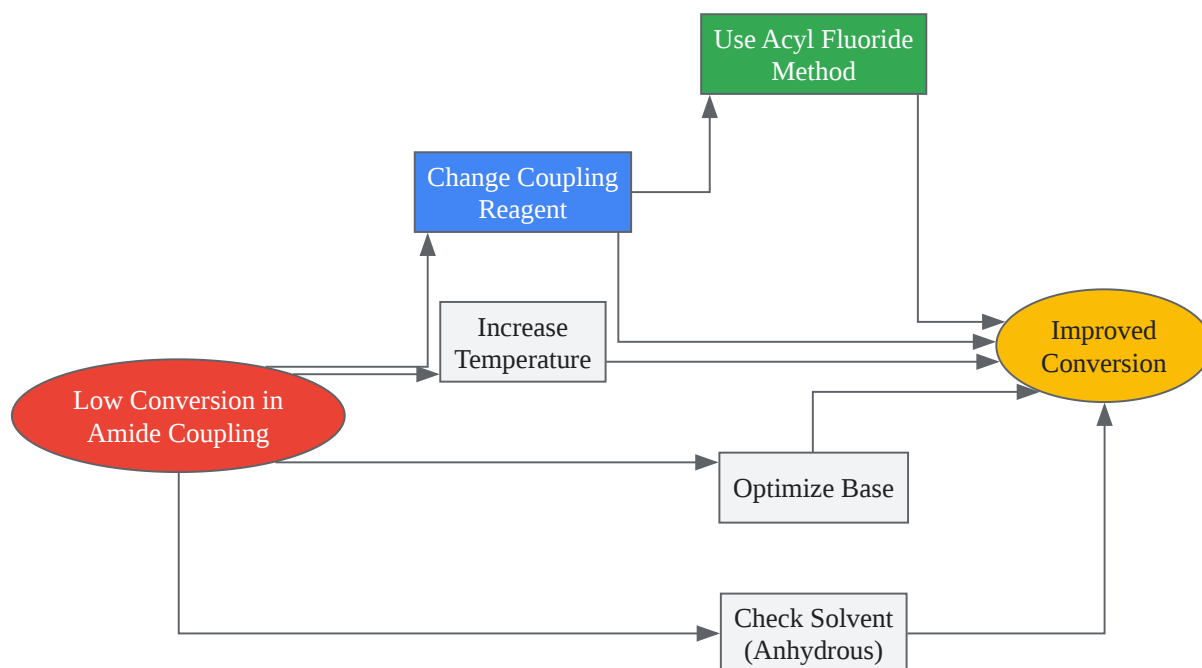 Use Acyl Fluoride
Method
Change Coupling
Reagent
Increase
Temperature
Improved
Conversion
Low Conversion in
Amide Coupling
Optimize Base
Check Solvent
(Anhydrous)